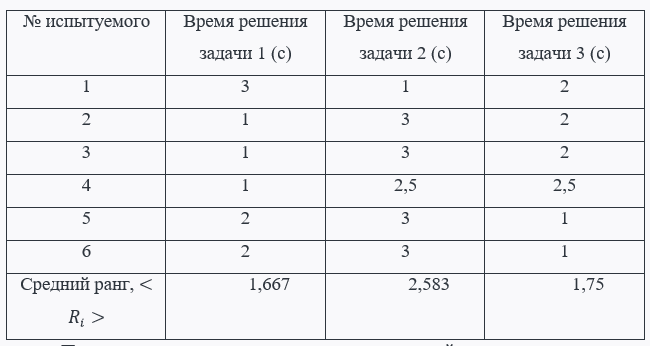 № испытуемого Время решения задачи 1 (с) Время решения задачи 2 (с) Время решения задачи 3 (с)
1 3 1 2
2 1 3 2
3 1 3 2
4 1 2,5 2,5
5 2 3 1
6 2 3 1
Средний ранг, < R_i > 1,667 2,583 1,75